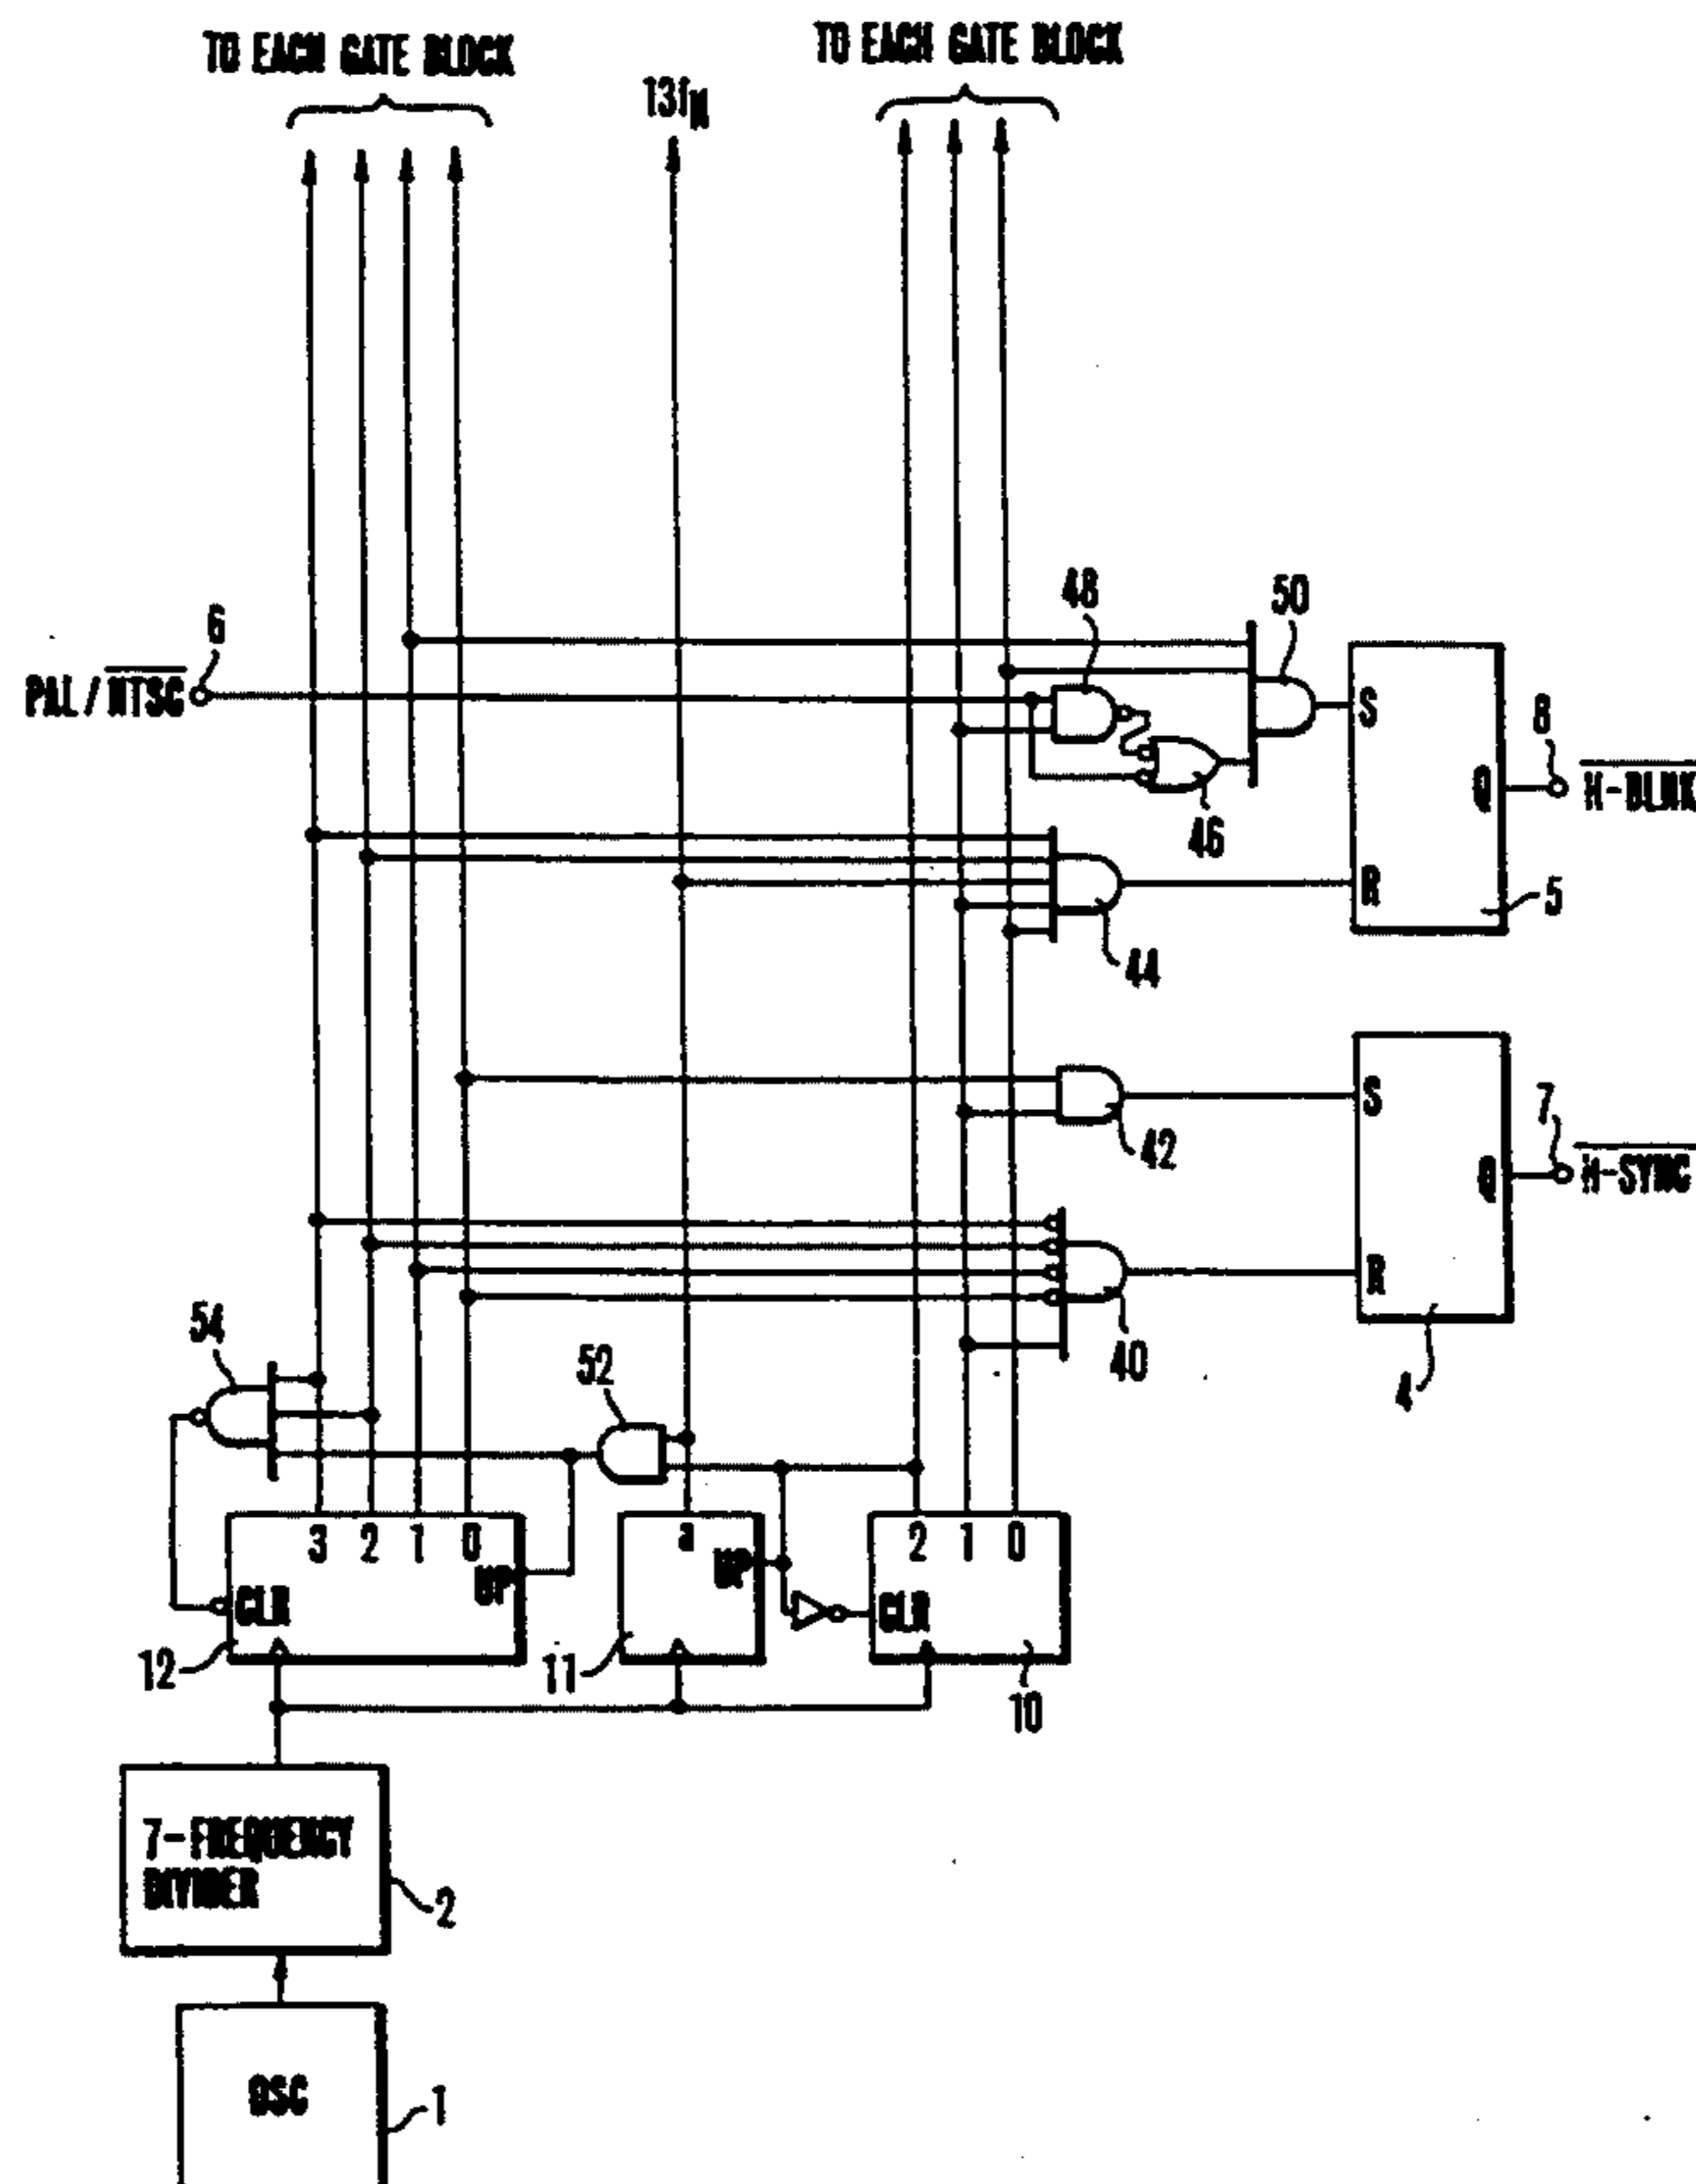 TO EACH GATE BLOCK
TO EACH GATE BLOCK
13fH
48
50
6
PAL / NTSC
S
8
Q
H-BLNK
46
R
5
44
S
7
42
Q
H-SYNC
R
54
52
40
4
3 2 1 0
a
2 1 0
UP
UP
CLR
CLR
12
11
10
7-FREQUENCY
DIVIDER
2
OSC
1